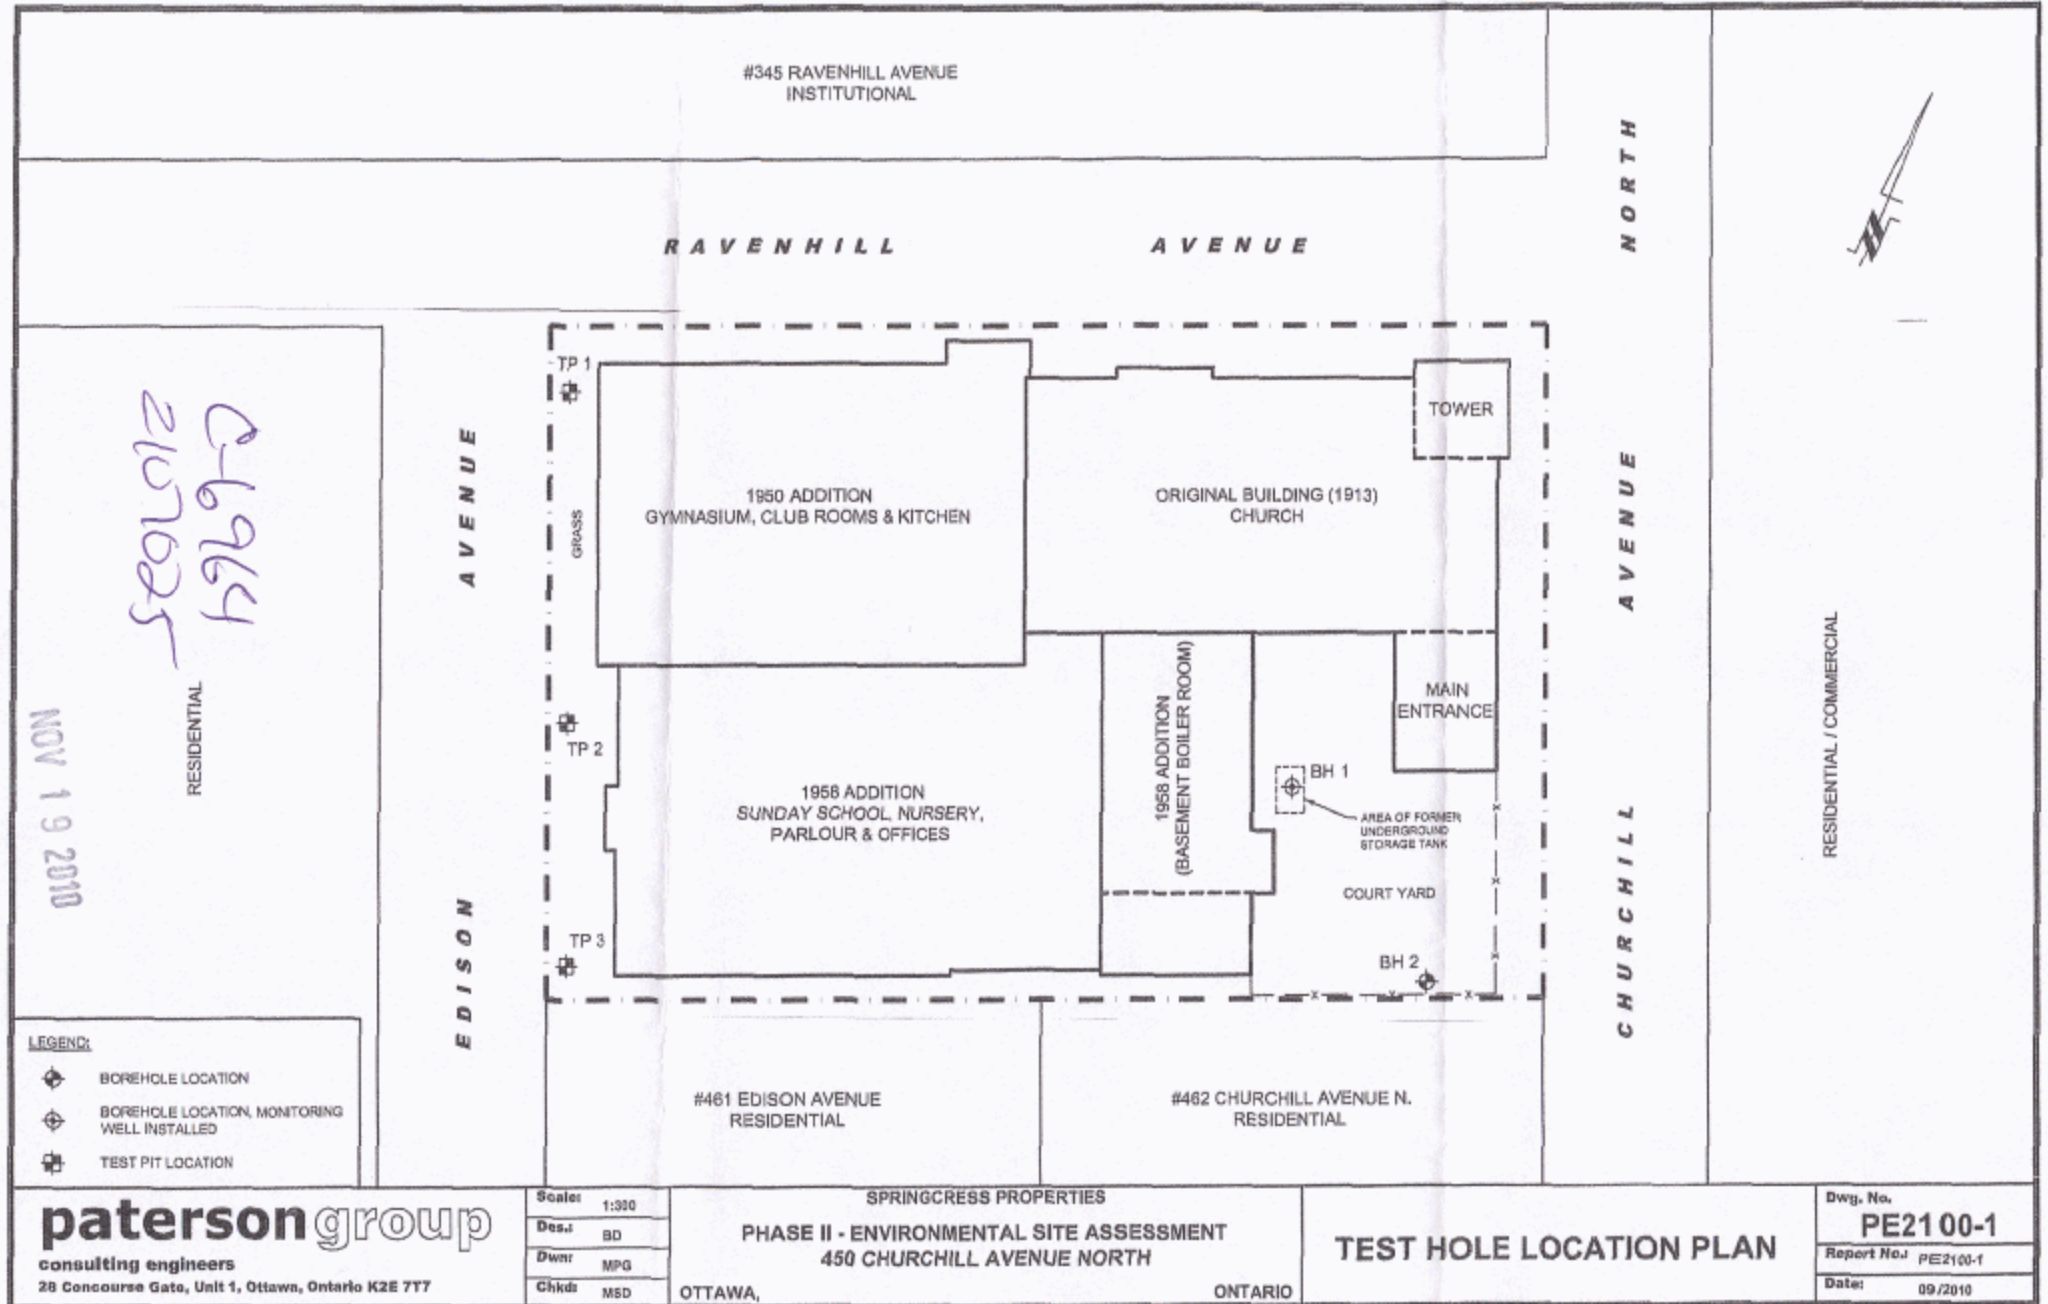 #345 RAVENHILL AVENUE
INSTITUTIONAL
RAVENHILL AVENUE
CHURCHILL AVENUE NORTH
EDISON AVENUE
TP 1
GRASS
TP 2
TP 3
1950 ADDITION
GYMNASIUM, CLUB ROOMS & KITCHEN
ORIGINAL BUILDING (1913)
CHURCH
TOWER
MAIN
ENTRANCE
1958 ADDITION
(BASEMENT BOILER ROOM)
1958 ADDITION
SUNDAY SCHOOL, NURSERY,
PARLOUR & OFFICES
BH 1
AREA OF FORMER
UNDERGROUND
STORAGE TANK
COURT YARD
BH 2
RESIDENTIAL
RESIDENTIAL / COMMERCIAL
C-6964
2167625
NOV 19 2010
#461 EDISON AVENUE
RESIDENTIAL
#462 CHURCHILL AVENUE N.
RESIDENTIAL
LEGEND:
BOREHOLE LOCATION
BOREHOLE LOCATION, MONITORING
WELL INSTALLED
TEST PIT LOCATION
patersongroup
consulting engineers
28 Concourse Gate, Unit 1, Ottawa, Ontario K2E 7T7
Scale: 1:300
Des.: BD
Dwn: MPG
Chkd: MSD
SPRINGCRESS PROPERTIES
PHASE II - ENVIRONMENTAL SITE ASSESSMENT
450 CHURCHILL AVENUE NORTH
OTTAWA, ONTARIO
TEST HOLE LOCATION PLAN
Dwg. No.
PE2100-1
Report No.: PE2100-1
Date: 09/2010